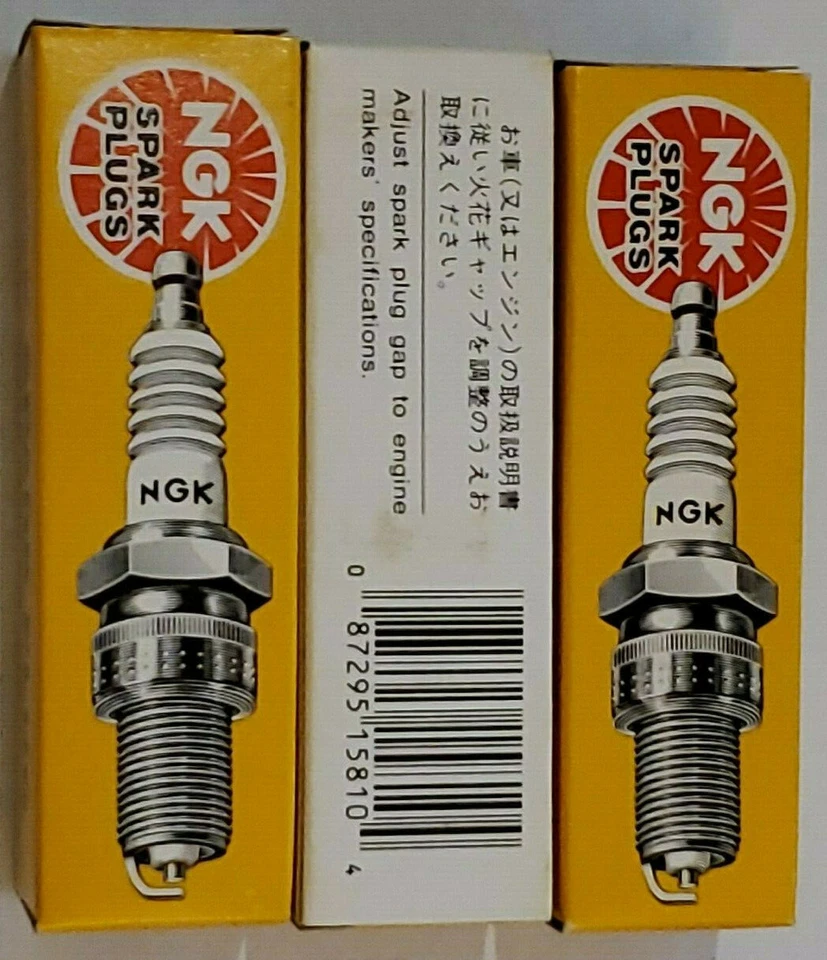 NGK
SPARK
PLUGS
NGK
お車(又はエンジン)の取扱説明書
に従い火花ギャップを調整のうえお
取換えください。
Adjust spark plug gap to engine
makers' specifications.
0 87295 15810 4
NGK
SPARK
PLUGS
NGK